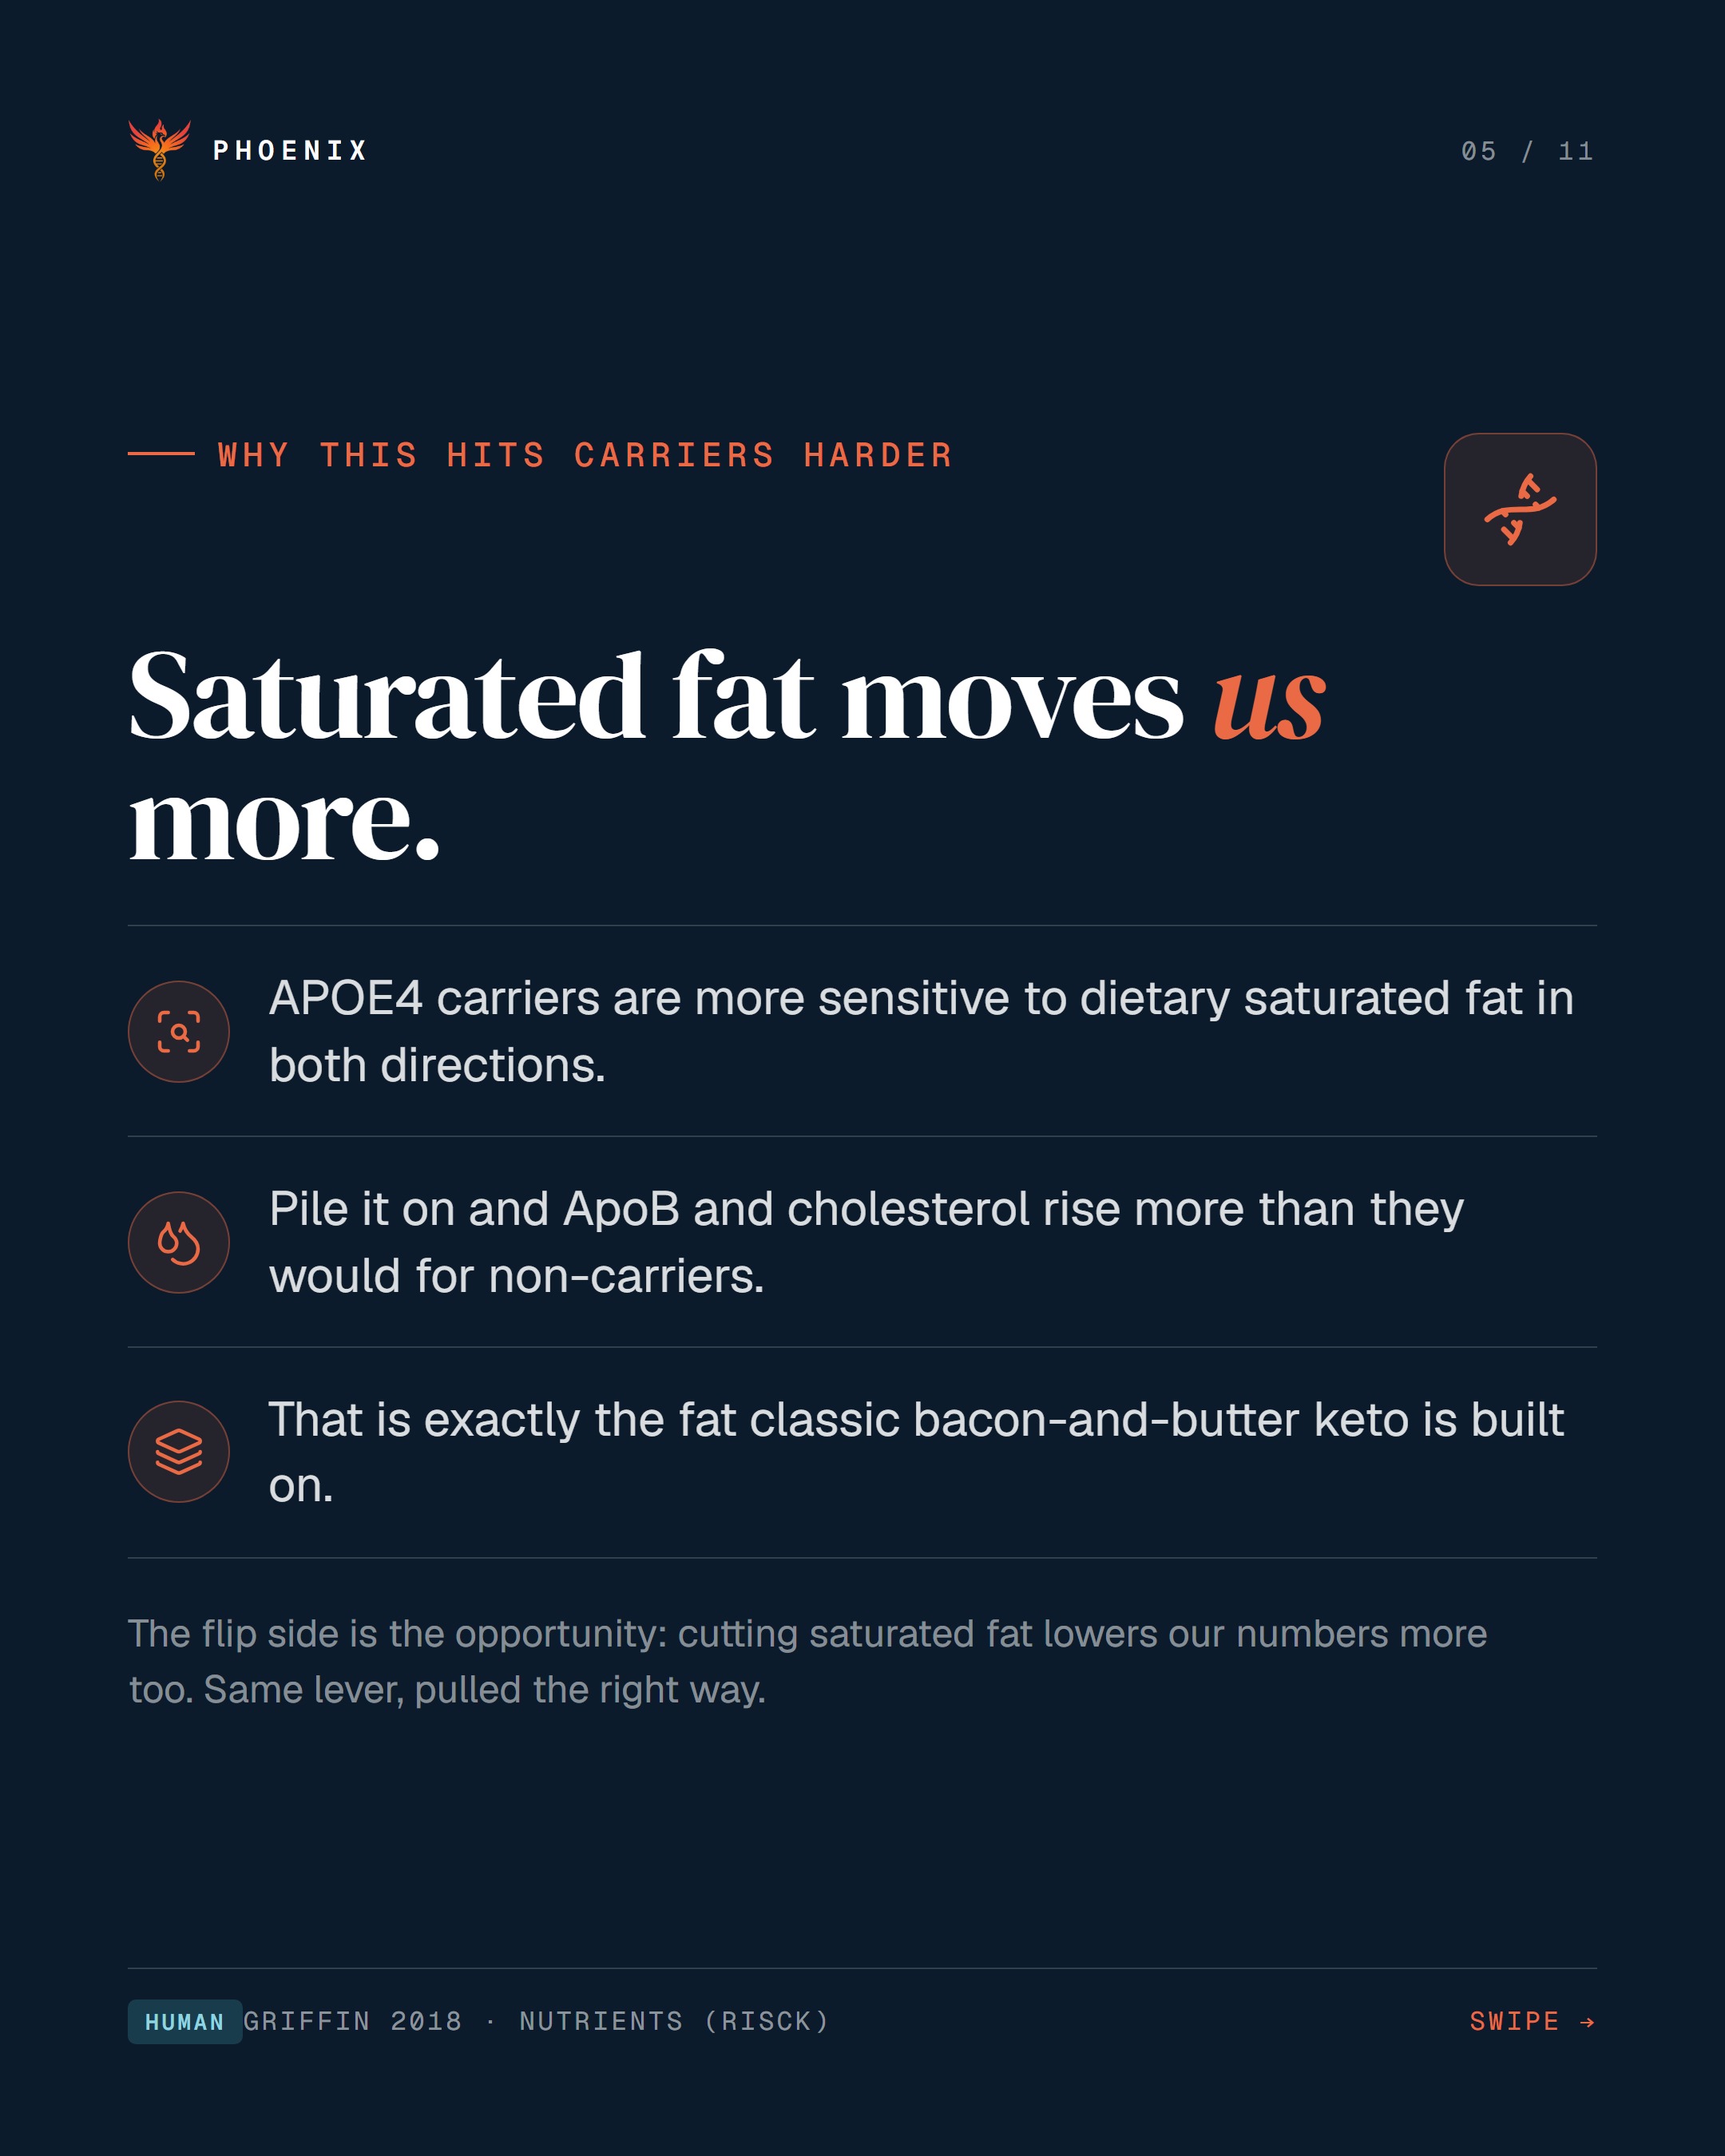 PHOENIX
05 / 11
WHY THIS HITS CARRIERS HARDER
Saturated fat moves us
more.
APOE4 carriers are more sensitive to dietary saturated fat in
both directions.
Pile it on and ApoB and cholesterol rise more than they
would for non-carriers.
That is exactly the fat classic bacon-and-butter keto is built
on.
The flip side is the opportunity: cutting saturated fat lowers our numbers more
too. Same lever, pulled the right way.
HUMAN GRIFFIN 2018 · NUTRIENTS (RISCK)
SWIPE →